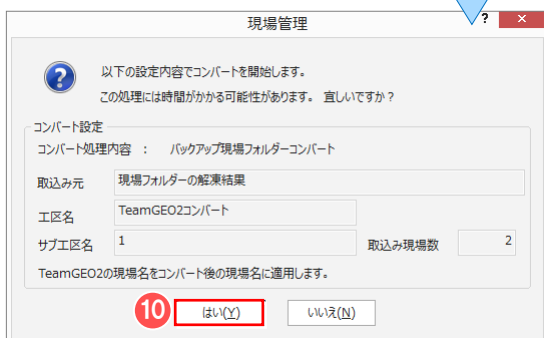 現場管理
? ×
以下の設定内容でコンバートを開始します。
この処理には時間がかかる可能性があります。 宜しいですか？
コンバート設定
コンバート処理内容 ： バックアップ現場フォルダーコンバート
取込み元 現場フォルダーの解凍結果
工区名 TeamGEO2コンバート
サブ工区名 1 取込み現場数 2
TeamGEO2の現場名をコンバート後の現場名に適用します。
10 はい(Y) いいえ(N)